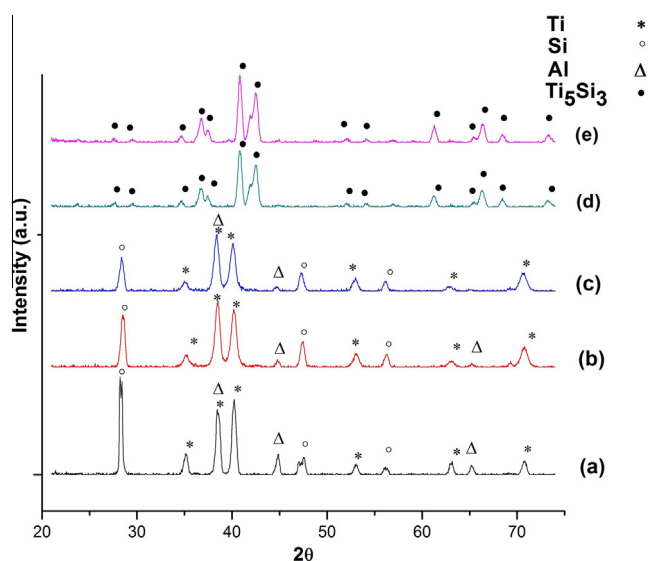 Ti *
Si ○
Al Δ
Ti₅Si₃ •
(e)
(d)
(c)
(b)
(a)
Intensity (a.u.)
20 30 40 50 60 70
2θ